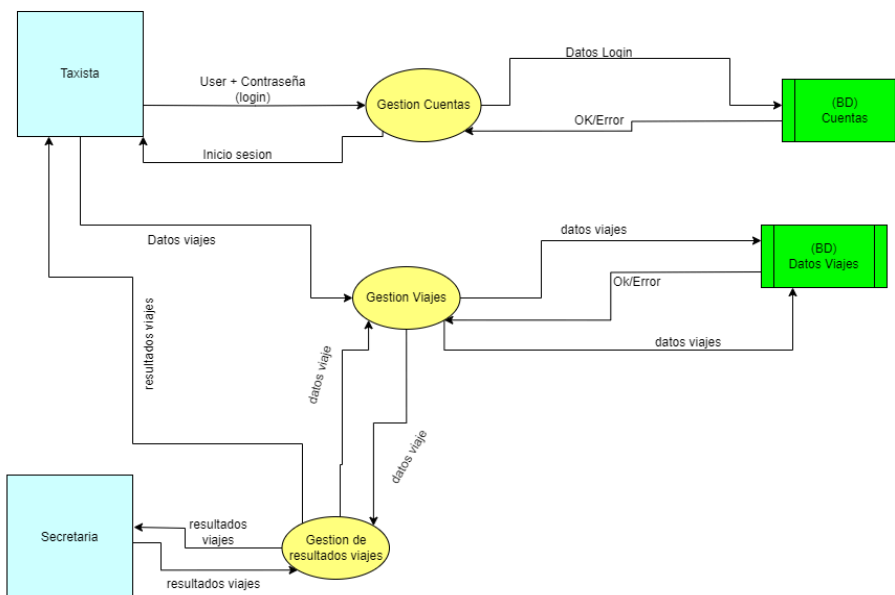 Taxista
User + Contraseña
(login)
Gestion Cuentas
Datos Login
(BD)
Cuentas
OK/Error
Inicio sesion
Datos viajes
datos viajes
(BD)
Datos Viajes
Gestion Viajes
Ok/Error
datos viajes
resultados viajes
datos viaje
datos viaje
Secretaria
resultados
viajes
Gestion de
resultados viajes
resultados viajes